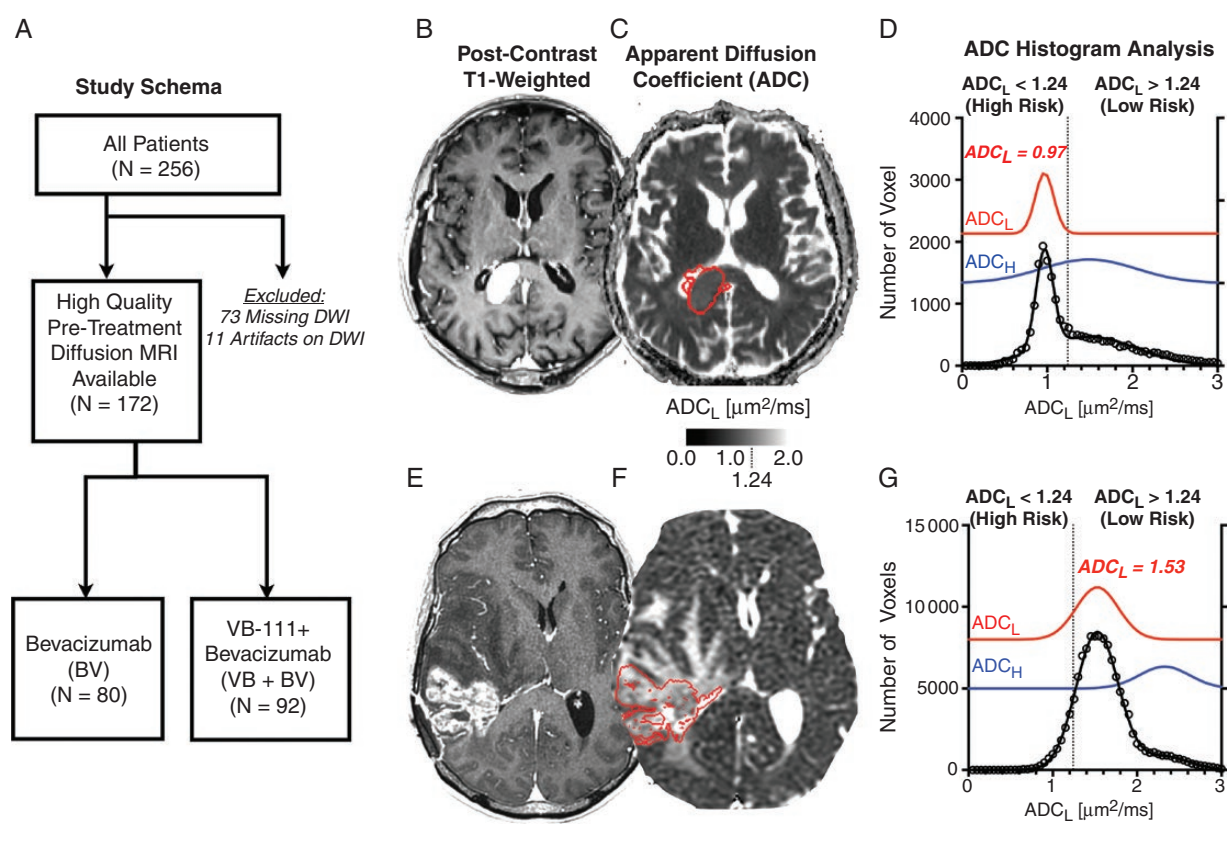 A
Study Schema
All Patients
(N = 256)
High Quality
Pre-Treatment
Diffusion MRI
Available
(N = 172)
Excluded:
73 Missing DWI
11 Artifacts on DWI
Bevacizumab
(BV)
(N = 80)
VB-111+
Bevacizumab
(VB + BV)
(N = 92)
B
Post-Contrast
T1-Weighted
C
Apparent Diffusion
Coefficient (ADC)
ADCL [μm2/ms]
0.0 1.0 2.0
1.24
D
ADC Histogram Analysis
ADCL < 1.24
(High Risk)
ADCL > 1.24
(Low Risk)
ADCL = 0.97
ADCL
ADCH
Number of Voxel
4000
3000
2000
1000
0
0 1 2 3
ADCL [μm2/ms]
E
F
G
ADCL < 1.24
(High Risk)
ADCL > 1.24
(Low Risk)
ADCL = 1.53
ADCL
ADCH
Number of Voxels
15 000
10 000
5000
0
0 1 2 3
ADCL [μm2/ms]